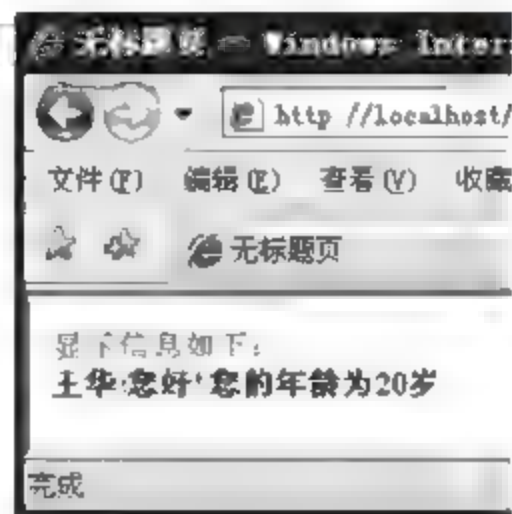 无标题页 - Windows Inter
http //localhost/
文件(F) 编辑(E) 查看(V) 收藏
无标题页
显示信息如下:
王华,您好!您的年龄为20岁
完成